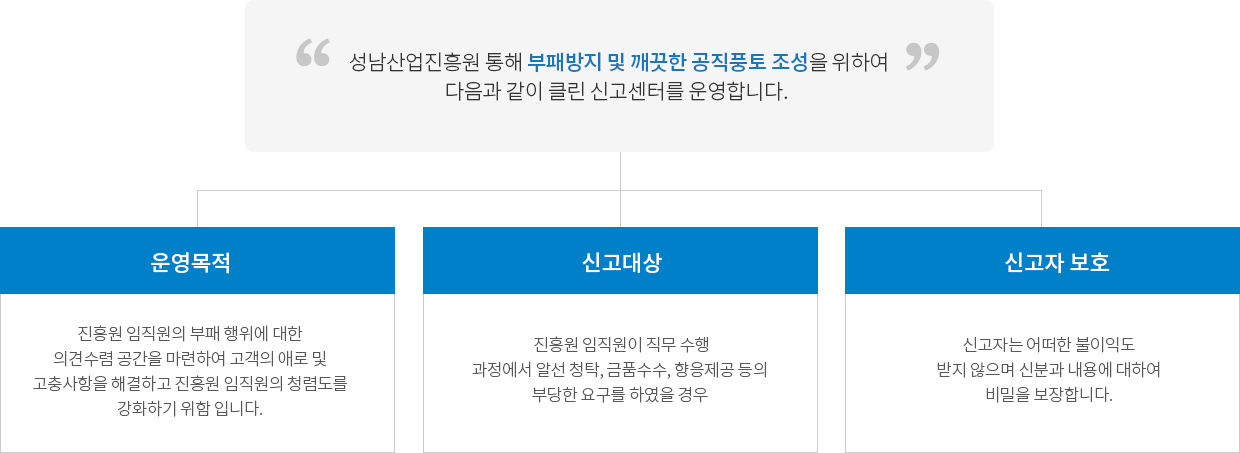 “ 성남산업진흥원 통해 부패방지 및 깨끗한 공직풍토 조성을 위하여 ”
다음과 같이 클린 신고센터를 운영합니다.
운영목적
진흥원 임직원의 부패 행위에 대한
의견수렴 공간을 마련하여 고객의 애로 및
고충사항을 해결하고 진흥원 임직원의 청렴도를
강화하기 위함 입니다.
신고대상
진흥원 임직원이 직무 수행
과정에서 알선 청탁, 금품수수, 향응제공 등의
부당한 요구를 하였을 경우
신고자 보호
신고자는 어떠한 불이익도
받지 않으며 신분과 내용에 대하여
비밀을 보장합니다.